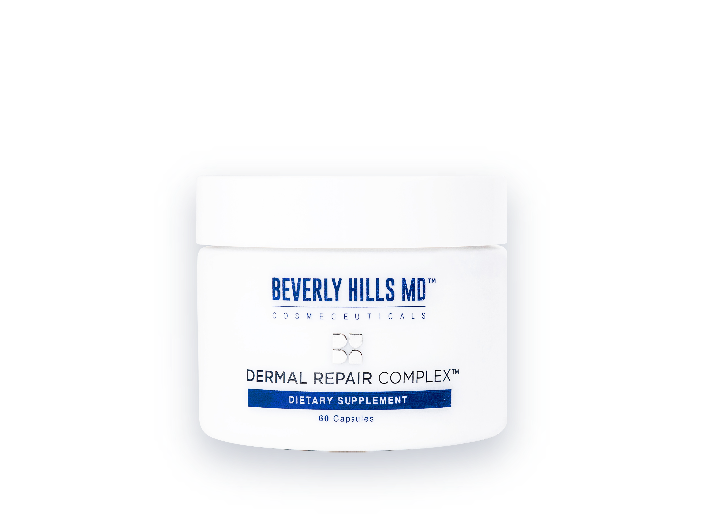 BEVERLY HILLS MD™
COSMECEUTICALS
DERMAL REPAIR COMPLEX™
DIETARY SUPPLEMENT
60 Capsules